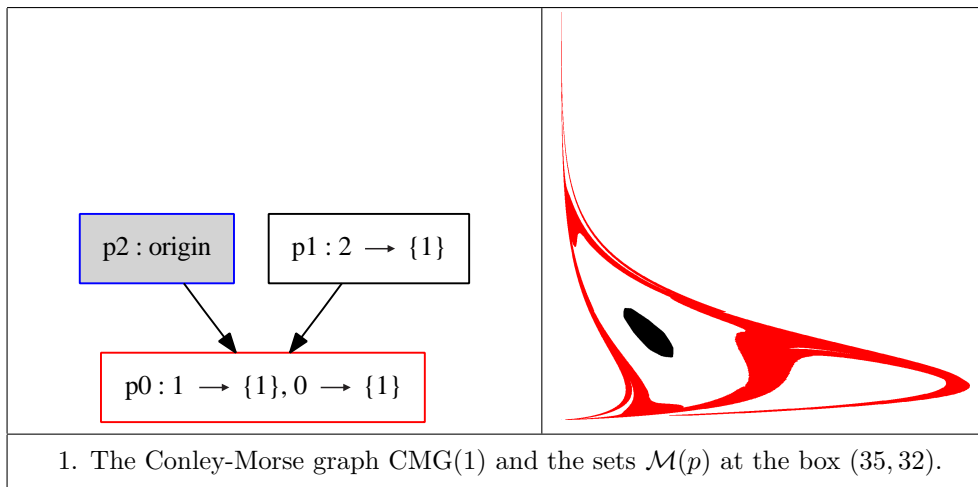 p2 : origin
p1 : 2 → {1}
p0 : 1 → {1}, 0 → {1}
1. The Conley-Morse graph CMG(1) and the sets ℳ(p) at the box (35, 32).